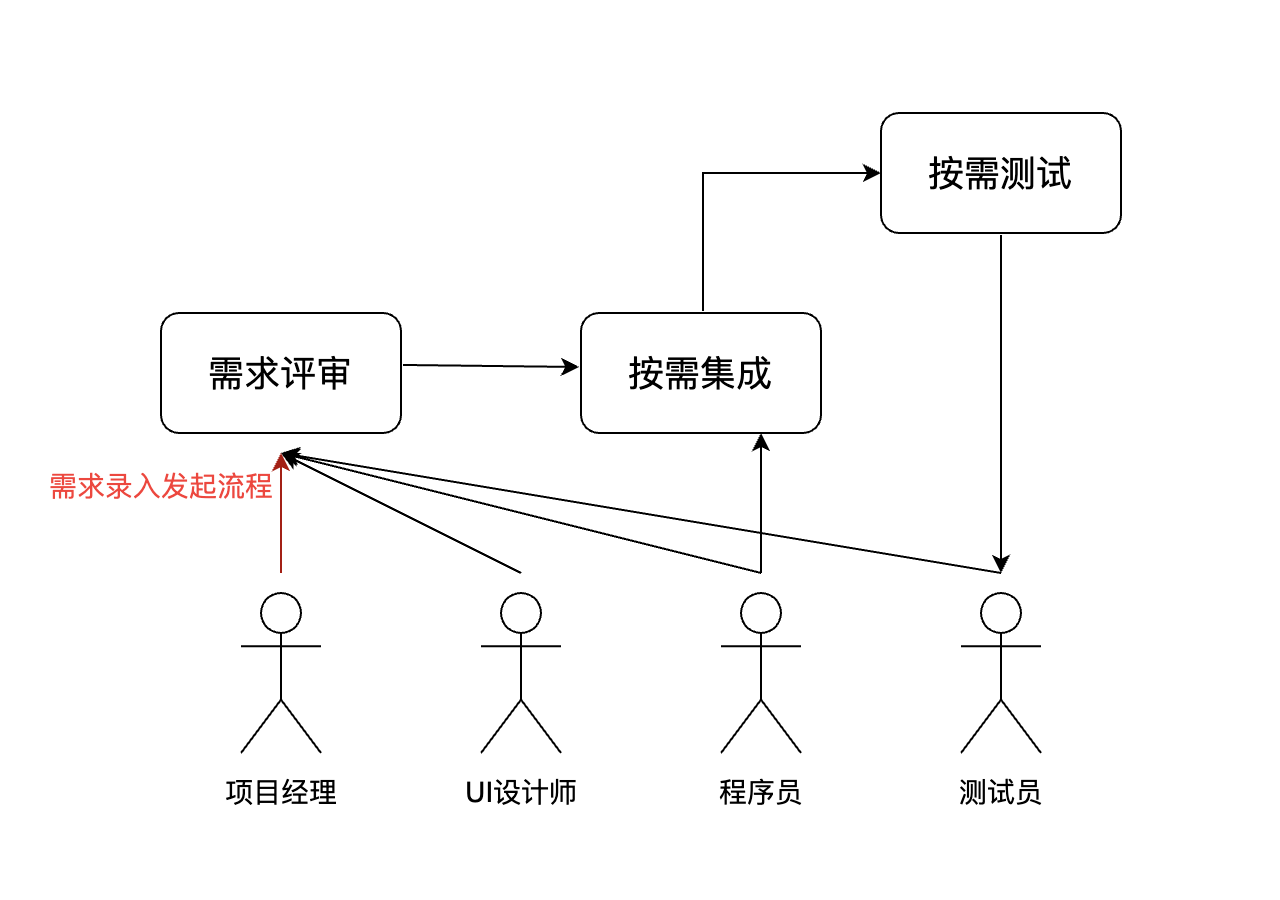 按需测试
需求评审
按需集成
需求录入发起流程
项目经理
UI设计师
程序员
测试员